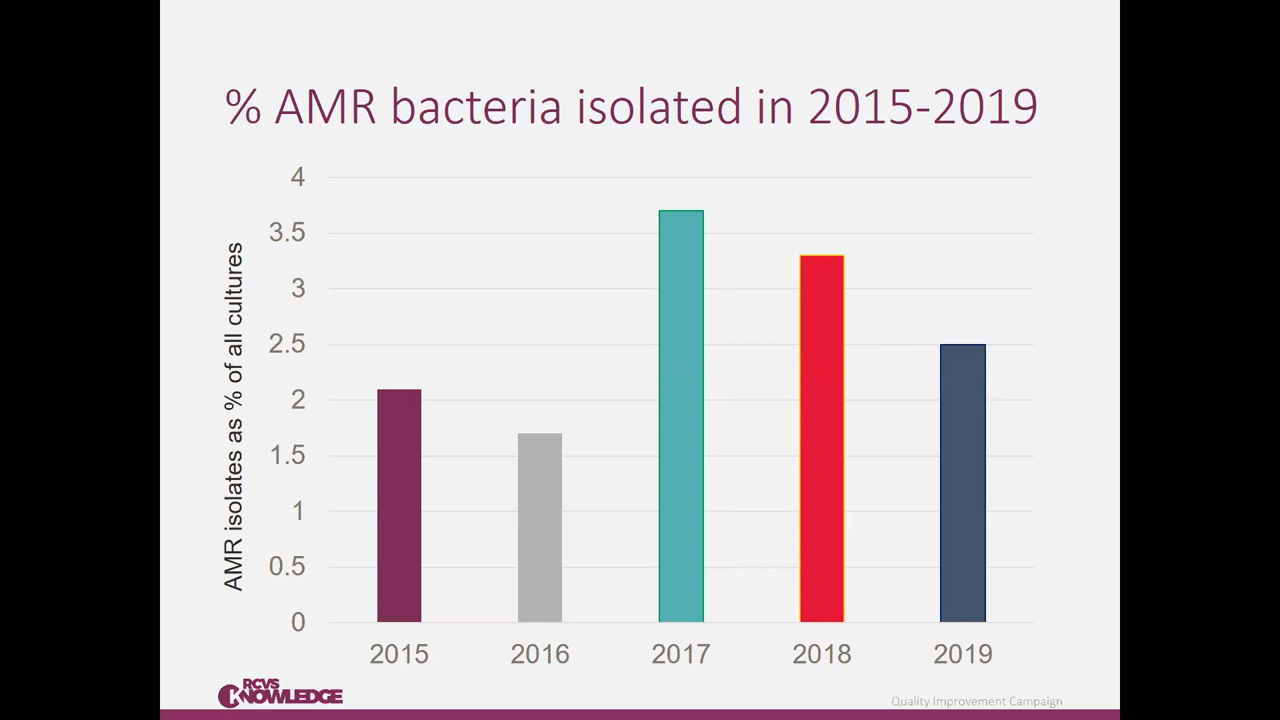 % AMR bacteria isolated in 2015-2019
AMR isolates as % of all cultures
4
3.5
3
2.5
2
1.5
1
0.5
0
2015 2016 2017 2018 2019
RCVS
KNOWLEDGE
Quality Improvement Campaign